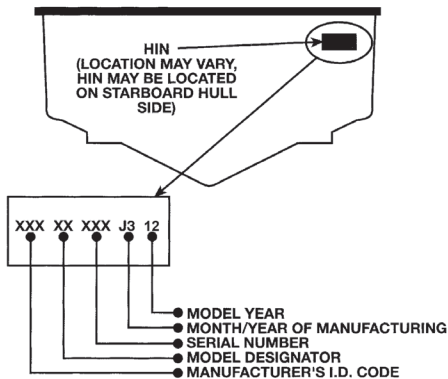 HIN
(LOCATION MAY VARY,
HIN MAY BE LOCATED
ON STARBOARD HULL
SIDE)
XXX XX XXX J3 12
MODEL YEAR
MONTH/YEAR OF MANUFACTURING
SERIAL NUMBER
MODEL DESIGNATOR
MANUFACTURER'S I.D. CODE